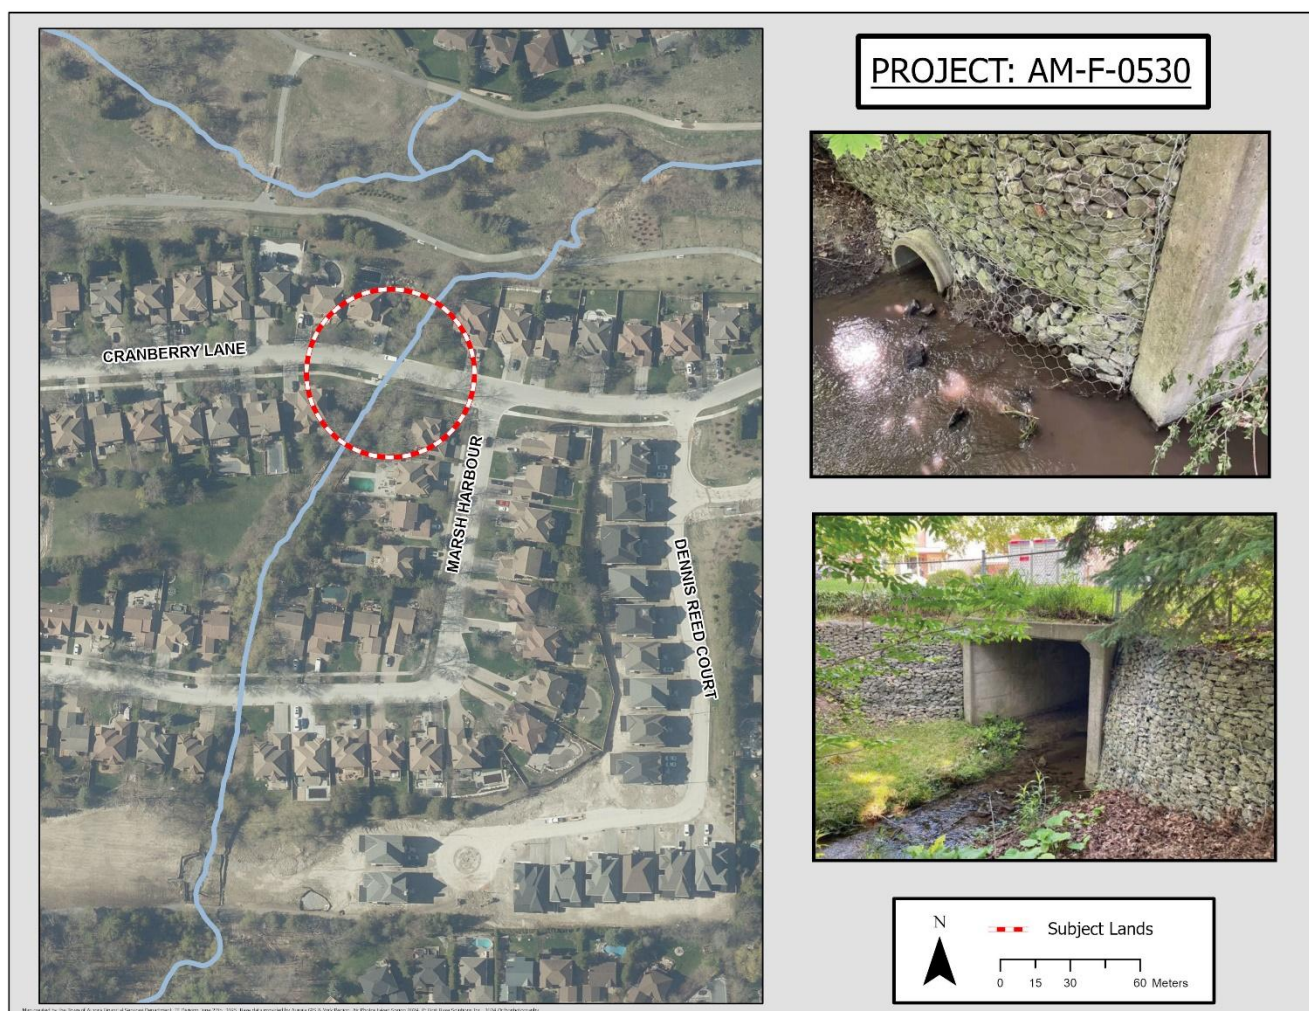 PROJECT: AM-F-0530
CRANBERRY LANE
MARSH HARBOUR
DENNIS REED COURT
N
Subject Lands
0 15 30 60 Meters